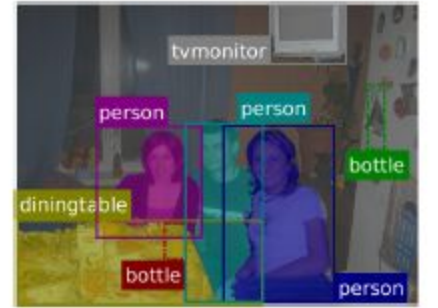 tvmonitor
person
person
bottle
diningtable
bottle
person